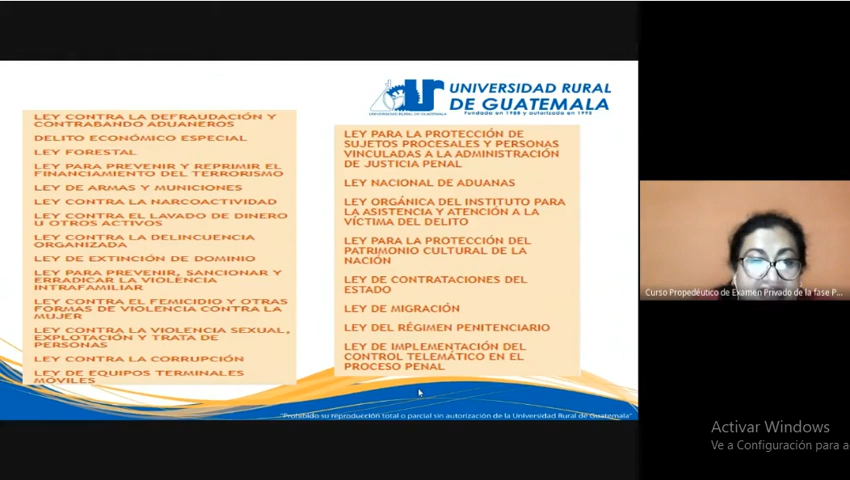 UNIVERSIDAD RURAL
DE GUATEMALA
UNIVERSIDAD RURAL DE GUATEMALA
Fundada en 1988 y autorizada en 1995
LEY CONTRA LA DEFRAUDACIÓN Y
CONTRABANDO ADUANEROS
DELITO ECONÓMICO ESPECIAL
LEY FORESTAL
LEY PARA PREVENIR Y REPRIMIR EL
FINANCIAMIENTO DEL TERRORISMO
LEY DE ARMAS Y MUNICIONES
LEY CONTRA LA NARCOACTIVIDAD
LEY CONTRA EL LAVADO DE DINERO
U OTROS ACTIVOS
LEY CONTRA LA DELINCUENCIA
ORGANIZADA
LEY DE EXTINCIÓN DE DOMINIO
LEY PARA PREVENIR, SANCIONAR Y
ERRADICAR LA VIOLENCIA
INTRAFAMILIAR
LEY CONTRA EL FEMICIDIO Y OTRAS
FORMAS DE VIOLENCIA CONTRA LA
MUJER
LEY CONTRA LA VIOLENCIA SEXUAL,
EXPLOTACIÓN Y TRATA DE
PERSONAS
LEY CONTRA LA CORRUPCIÓN
LEY DE EQUIPOS TERMINALES
MÓVILES
LEY PARA LA PROTECCIÓN DE
SUJETOS PROCESALES Y PERSONAS
VINCULADAS A LA ADMINISTRACIÓN
DE JUSTICIA PENAL
LEY NACIONAL DE ADUANAS
LEY ORGÁNICA DEL INSTITUTO PARA
LA ASISTENCIA Y ATENCIÓN A LA
VÍCTIMA DEL DELITO
LEY PARA LA PROTECCIÓN DEL
PATRIMONIO CULTURAL DE LA
NACIÓN
LEY DE CONTRATACIONES DEL
ESTADO
LEY DE MIGRACIÓN
LEY DEL RÉGIMEN PENITENCIARIO
LEY DE IMPLEMENTACIÓN DEL
CONTROL TELEMÁTICO EN EL
PROCESO PENAL
"Prohibido su reproducción total o parcial sin autorización de la Universidad Rural de Guatemala"
Curso Propedéutico de Examen Privado de la fase P...
Activar Windows
Ve a Configuración para a